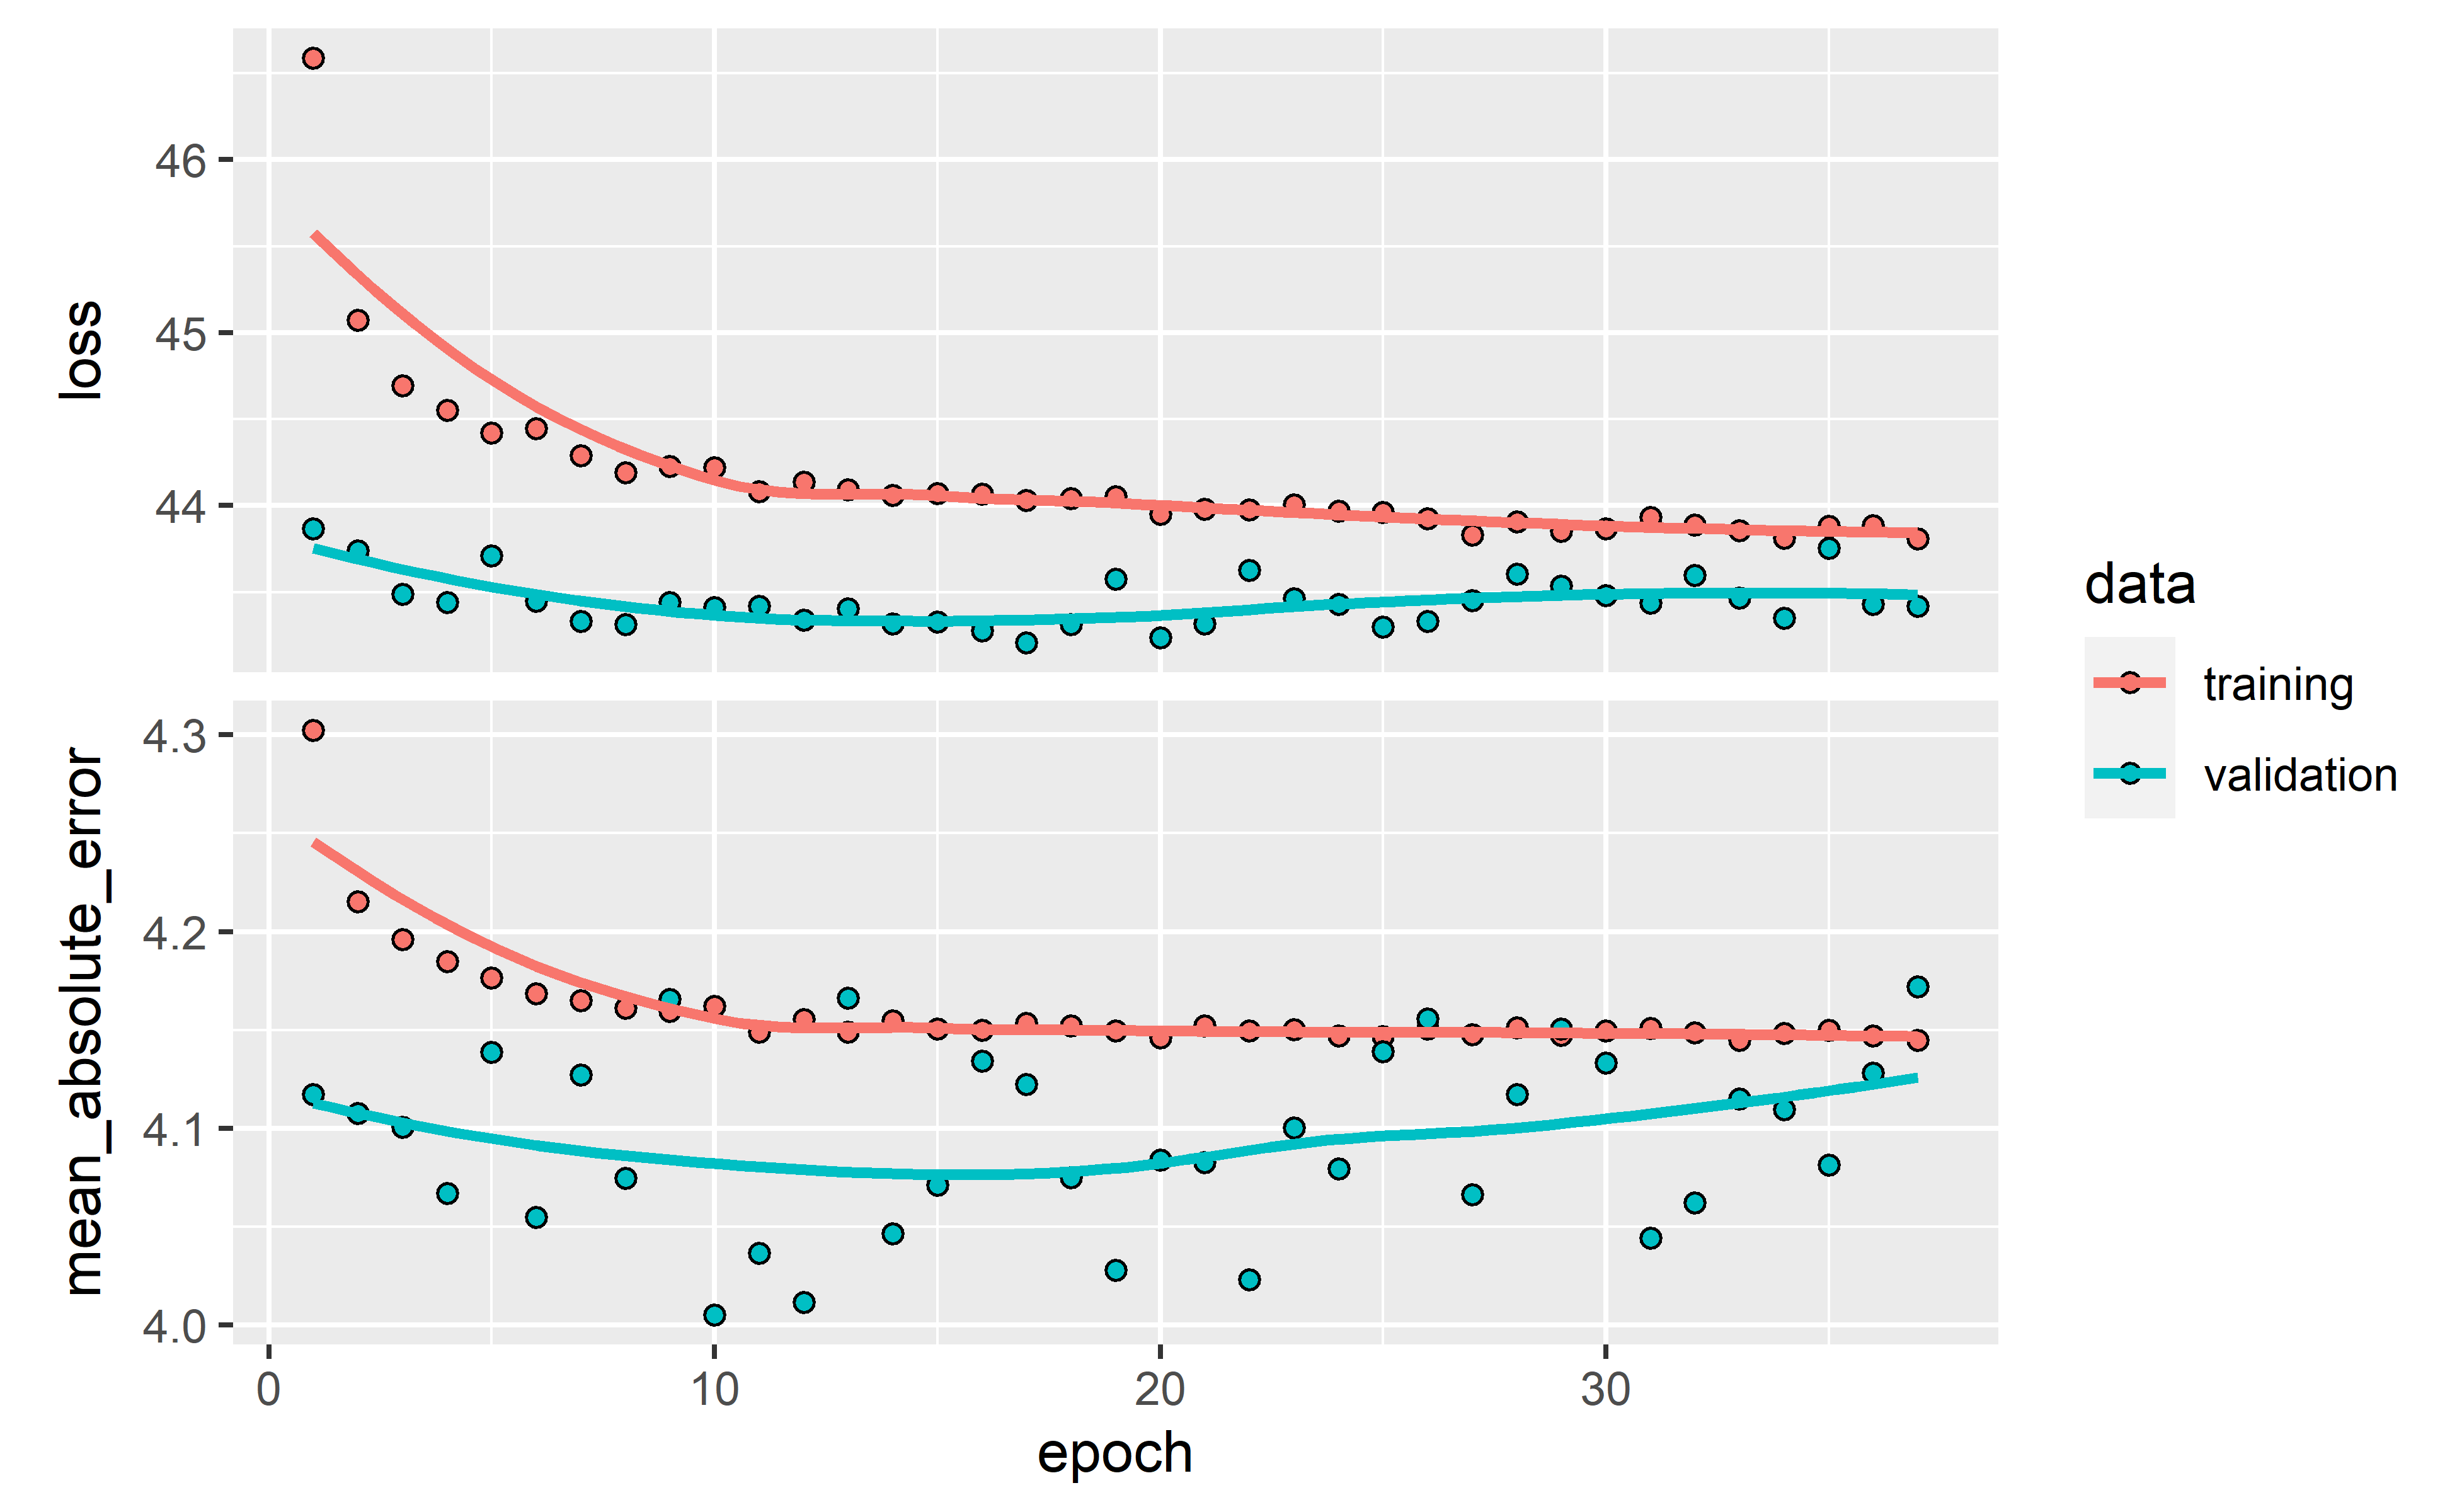 loss
46
45
44
mean_absolute_error
4.3
4.2
4.1
4.0
0 10 20 30
epoch
data
training
validation